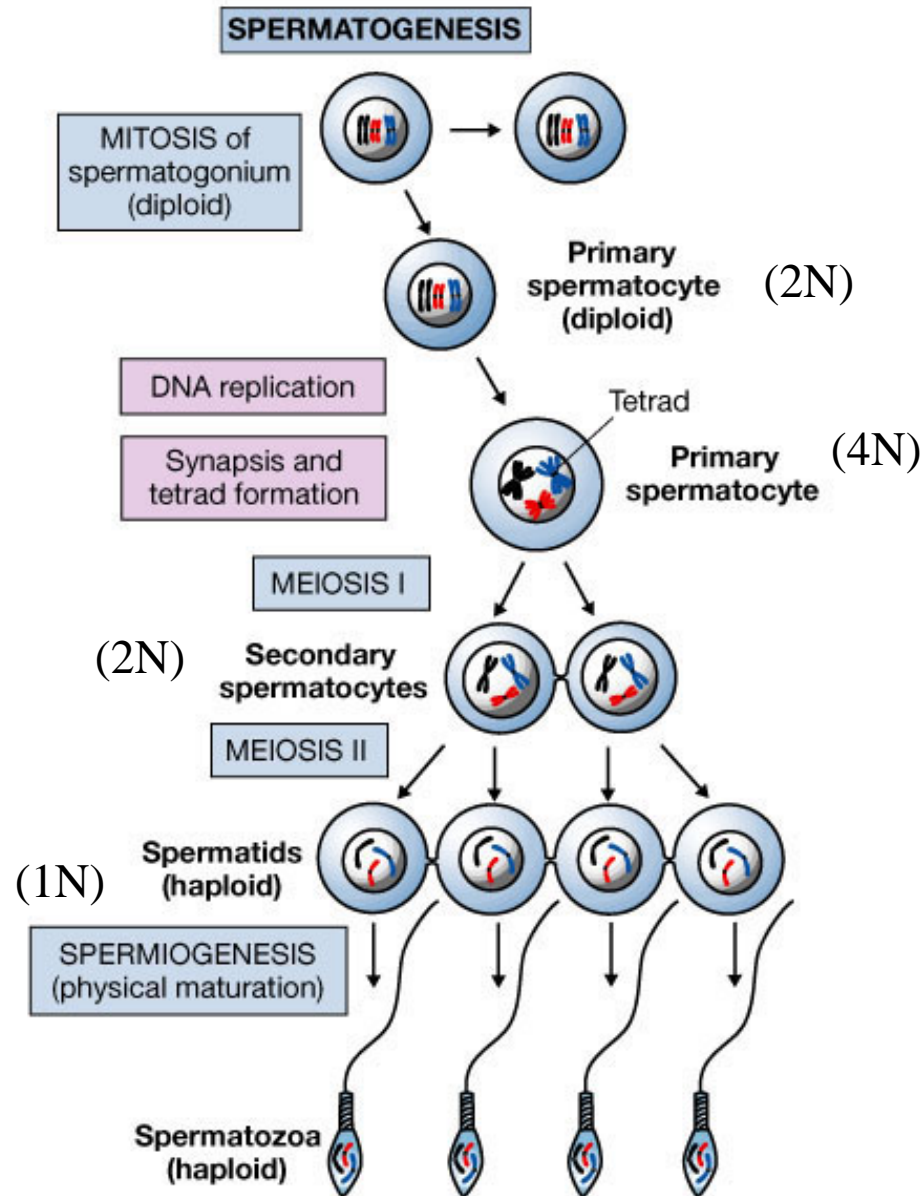 SPERMATOGENESIS
MITOSIS of
spermatogonium
(diploid)
Primary
spermatocyte
(diploid)
(2N)
DNA replication
Synapsis and
tetrad formation
Tetrad
Primary
spermatocyte
(4N)
MEIOSIS I
(2N)
Secondary
spermatocytes
MEIOSIS II
Spermatids
(haploid)
(1N)
SPERMIOGENESIS
(physical maturation)
Spermatozoa
(haploid)